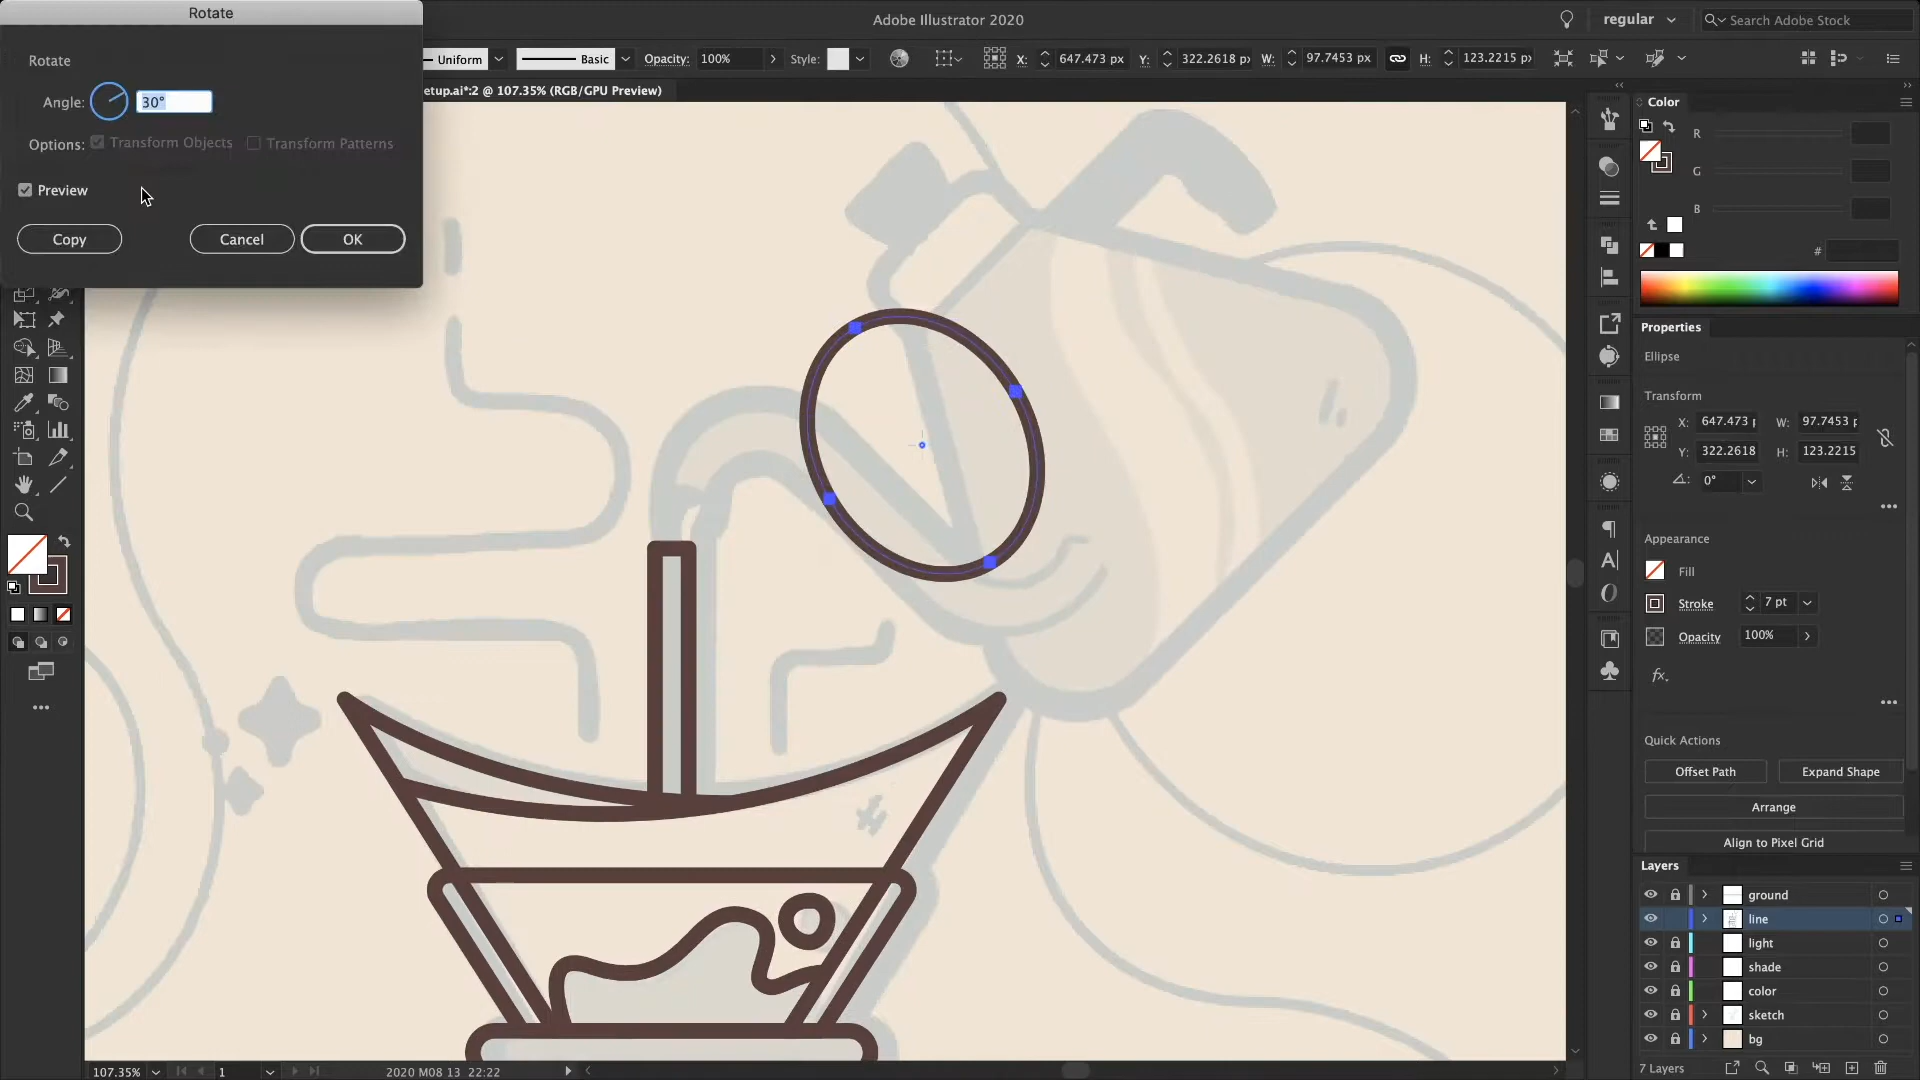 Rotate
Adobe Illustrator 2020
regular
Search Adobe Stock
Rotate
Uniform
Basic
Opacity:
100%
Style:
X:
647.473 px
Y:
322.2618 px
W:
97.7453 px
H:
123.2215 px
etup.ai*:2 @ 107.35% (RGB/GPU Preview)
Angle:
30°
Options:
Transform Objects
Transform Patterns
Preview
Copy
Cancel
OK
Color
R
G
B
#
Properties
Ellipse
Transform
X:
647.473
W:
97.7453
Y:
322.2618
H:
123.2215
0°
Appearance
Fill
Stroke
7 pt
Opacity
100%
fx
Quick Actions
Offset Path
Expand Shape
Arrange
Align to Pixel Grid
Layers
ground
line
light
shade
color
sketch
bg
7 Layers
107.35%
1
2020 M08 13 22:22